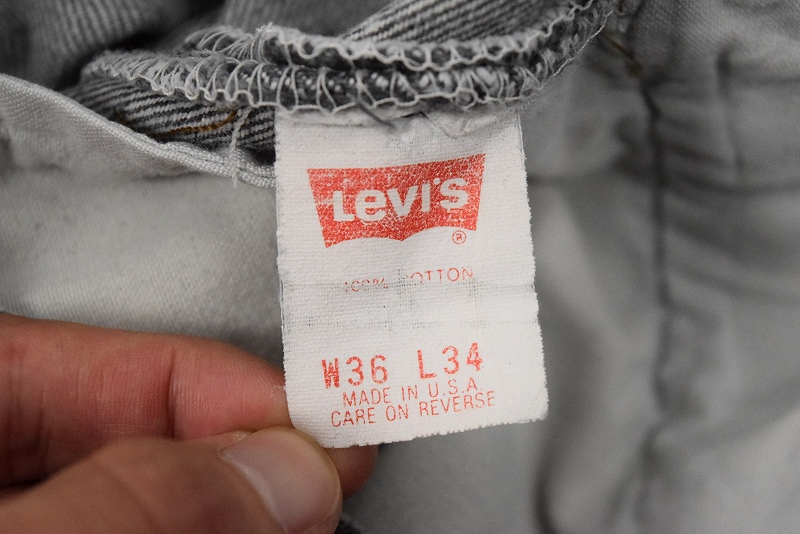 LeVI'S
®
100% COTTON
W36 L34
MADE IN U.S.A.
CARE ON REVERSE